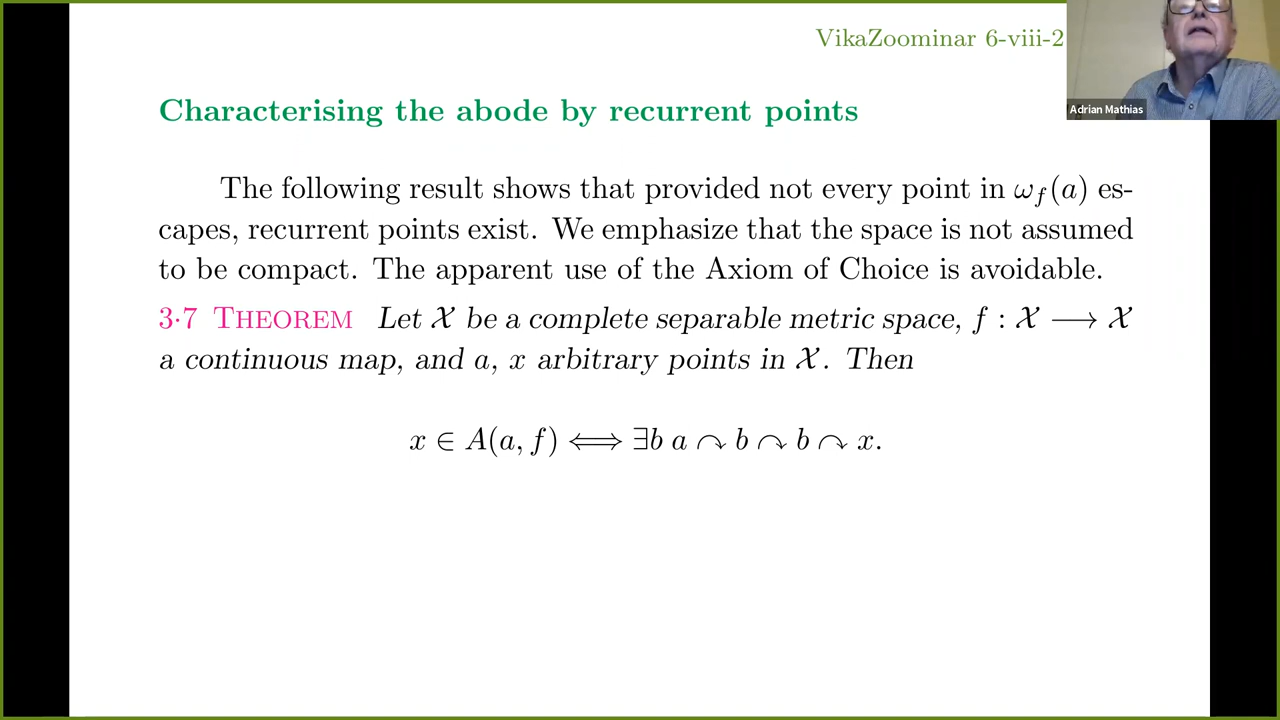 VikaZoominar 6-viii-2
Adrian Mathias
Characterising the abode by recurrent points
The following result shows that provided not every point in ω_f(a) es-
capes, recurrent points exist. We emphasize that the space is not assumed
to be compact. The apparent use of the Axiom of Choice is avoidable.
3·7 THEOREM Let 𝒳 be a complete separable metric space, f : 𝒳 ⟶ 𝒳
a continuous map, and a, x arbitrary points in 𝒳. Then
x ∈ A(a, f) ⟺ ∃b a ↷ b ↷ b ↷ x.